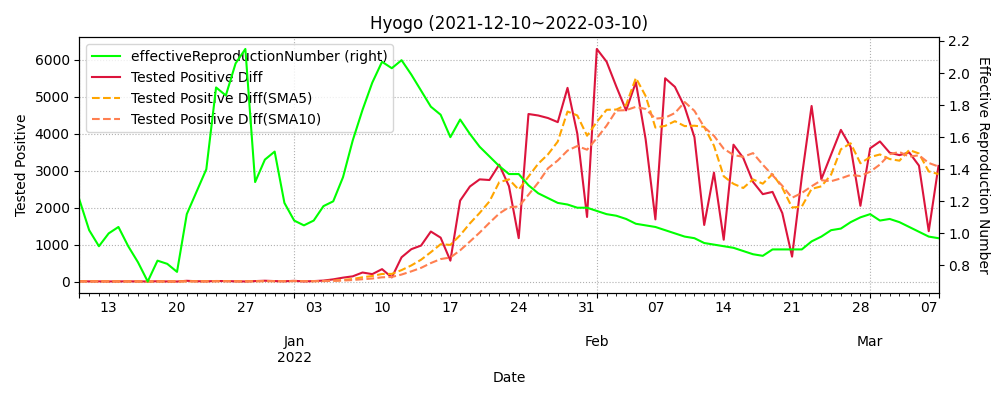 Hyogo (2021-12-10~2022-03-10)
effectiveReproductionNumber (right)
Tested Positive Diff
Tested Positive Diff(SMA5)
Tested Positive Diff(SMA10)
Tested Positive
6000
5000
4000
3000
2000
1000
0
2.2
2.0
1.8
1.6
1.4
1.2
1.0
0.8
Effective Reproduction Number
13 20 27 03 10 17 24 31 07 14 21 28 07
Jan Feb Mar
2022
Date